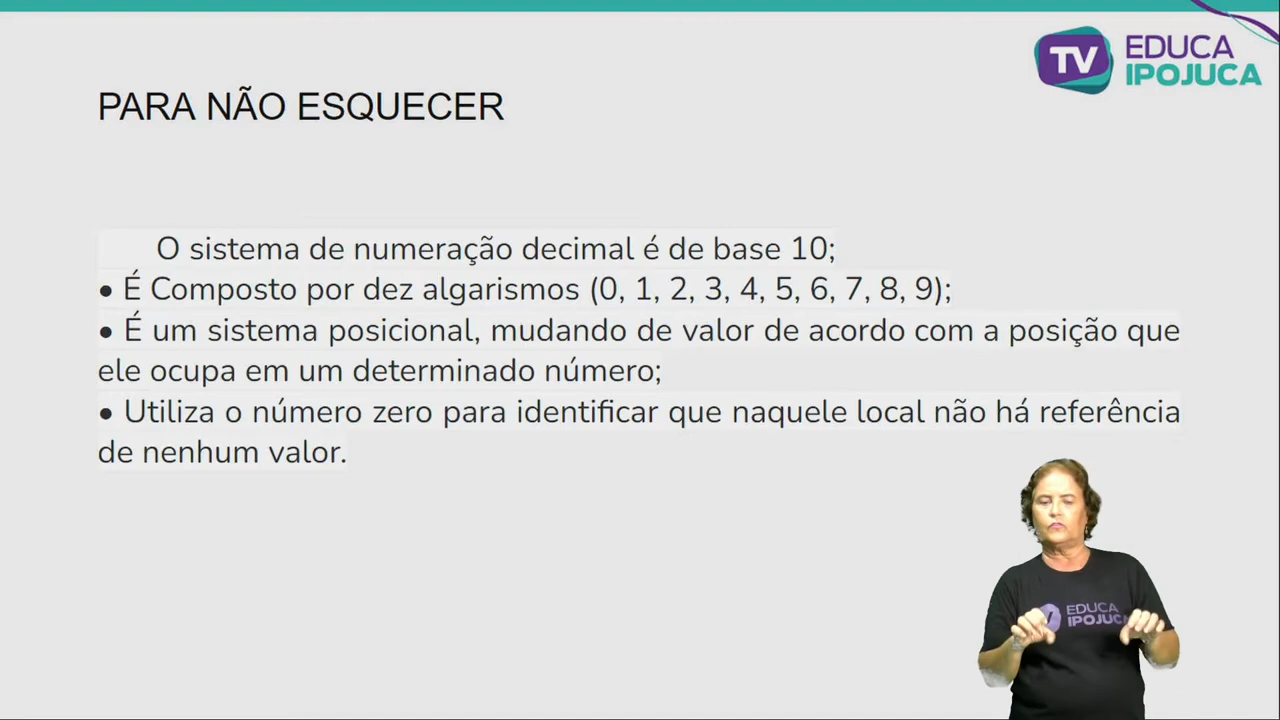 TV EDUCA
IPOJUCA
PARA NÃO ESQUECER
O sistema de numeração decimal é de base 10;
• É Composto por dez algarismos (0, 1, 2, 3, 4, 5, 6, 7, 8, 9);
• É um sistema posicional, mudando de valor de acordo com a posição que
ele ocupa em um determinado número;
• Utiliza o número zero para identificar que naquele local não há referência
de nenhum valor.
EDUCA
IPOJUCA